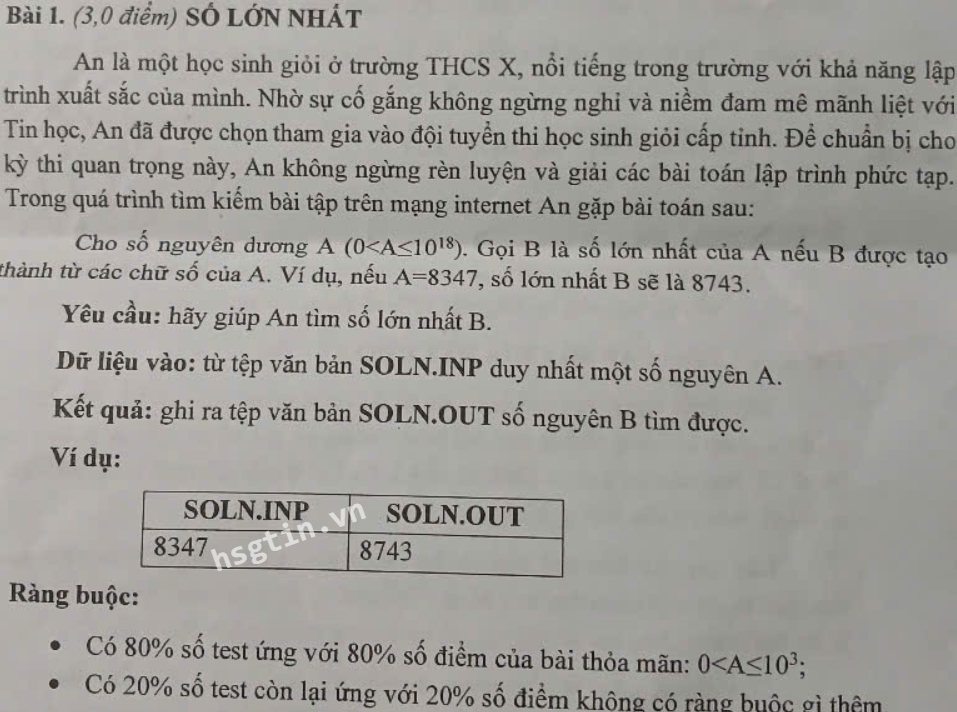 Bài 1. (3,0 điểm) SỐ LỚN NHẤT
An là một học sinh giỏi ở trường THCS X, nổi tiếng trong trường với khả năng lập
trình xuất sắc của mình. Nhờ sự cố gắng không ngừng nghỉ và niềm đam mê mãnh liệt với
Tin học, An đã được chọn tham gia vào đội tuyển thi học sinh giỏi cấp tỉnh. Để chuẩn bị cho
kỳ thi quan trọng này, An không ngừng rèn luyện và giải các bài toán lập trình phức tạp.
Trong quá trình tìm kiếm bài tập trên mạng internet An gặp bài toán sau:
Cho số nguyên dương A (0<A≤10¹⁸). Gọi B là số lớn nhất của A nếu B được tạo
thành từ các chữ số của A. Ví dụ, nếu A=8347, số lớn nhất B sẽ là 8743.
Yêu cầu: hãy giúp An tìm số lớn nhất B.
Dữ liệu vào: từ tệp văn bản SOLN.INP duy nhất một số nguyên A.
Kết quả: ghi ra tệp văn bản SOLN.OUT số nguyên B tìm được.
Ví dụ:
SOLN.INP SOLN.OUT
8347 8743
hsgtin.vn
Ràng buộc:
• Có 80% số test ứng với 80% số điểm của bài thỏa mãn: 0<A≤10³;
• Có 20% số test còn lại ứng với 20% số điểm không có ràng buộc gì thêm